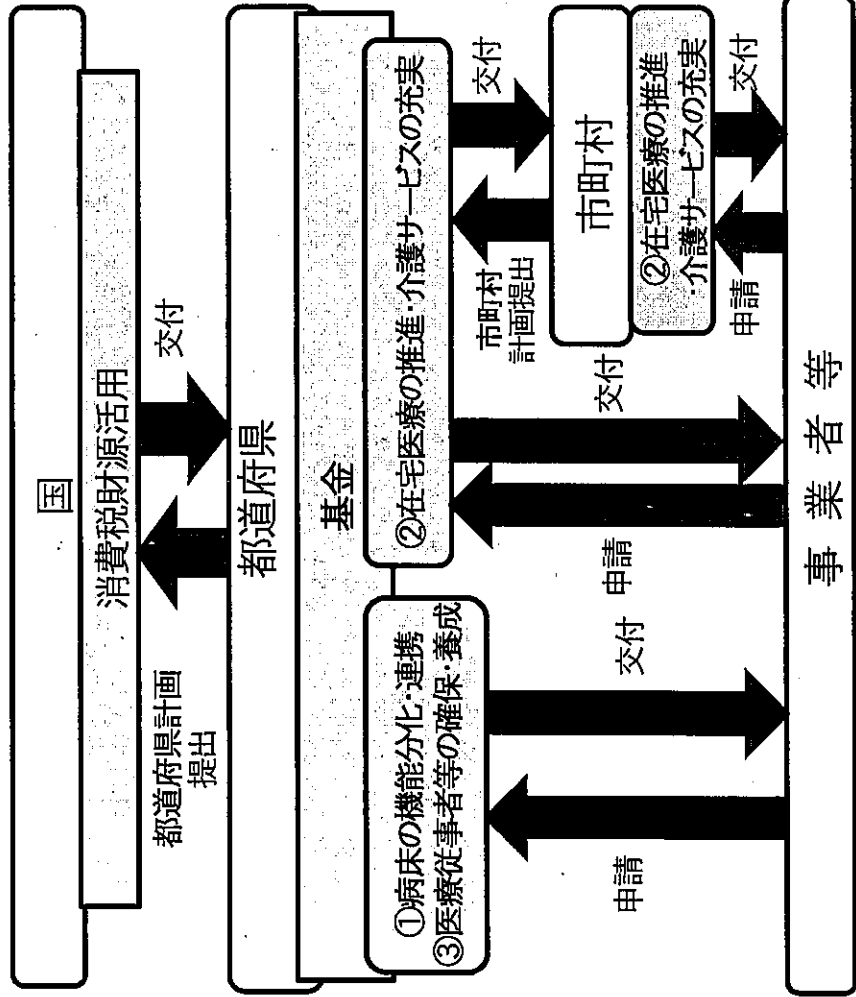 国
消費税財源活用
都道府県計画
提出
交付
都道府県
基金
①病床の機能分化・連携
③医療従事者等の確保・養成
②在宅医療の推進・介護サービスの充実
申請
交付
申請
交付
市町村
計画提出
交付
市町村
②在宅医療の推進
・介護サービスの充実
申請
交付
事業者等